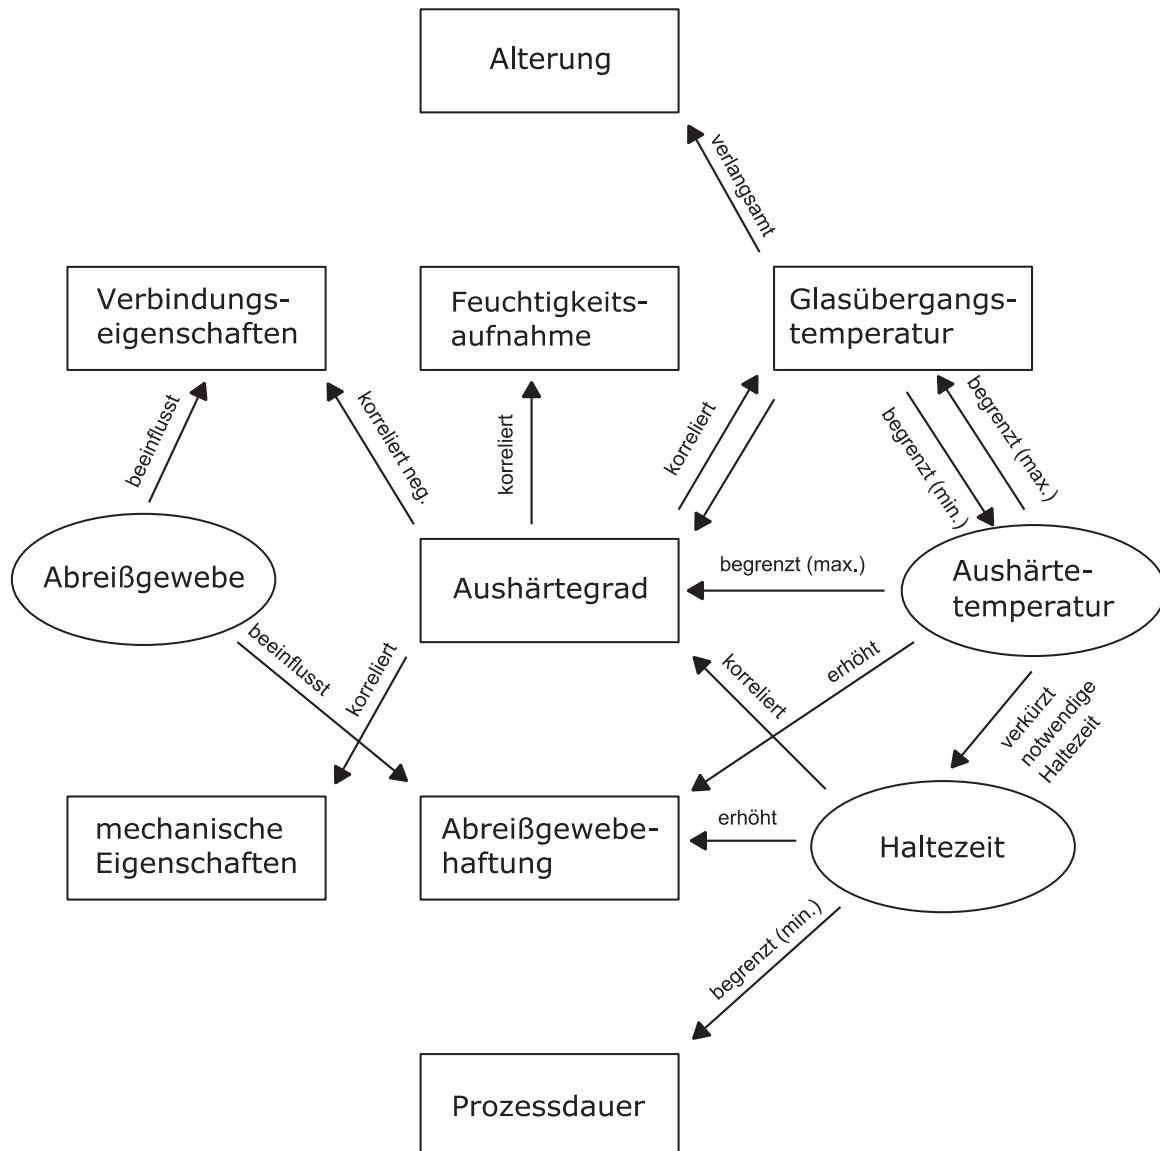 Alterung
verlangsamt
Verbindungs-
eigenschaften
Feuchtigkeits-
aufnahme
Glasübergangs-
temperatur
beeinflusst
korreliert neg.
korreliert
korreliert
begrenzt (min.)
begrenzt (max.)
Abreißgewebe
Aushärtegrad
begrenzt (max.)
Aushärte-
temperatur
beeinflusst
korreliert
korreliert
erhöht
verkürzt
notwendige
Haltezeit
mechanische
Eigenschaften
Abreißgewebe-
haftung
erhöht
Haltezeit
begrenzt (min.)
Prozessdauer